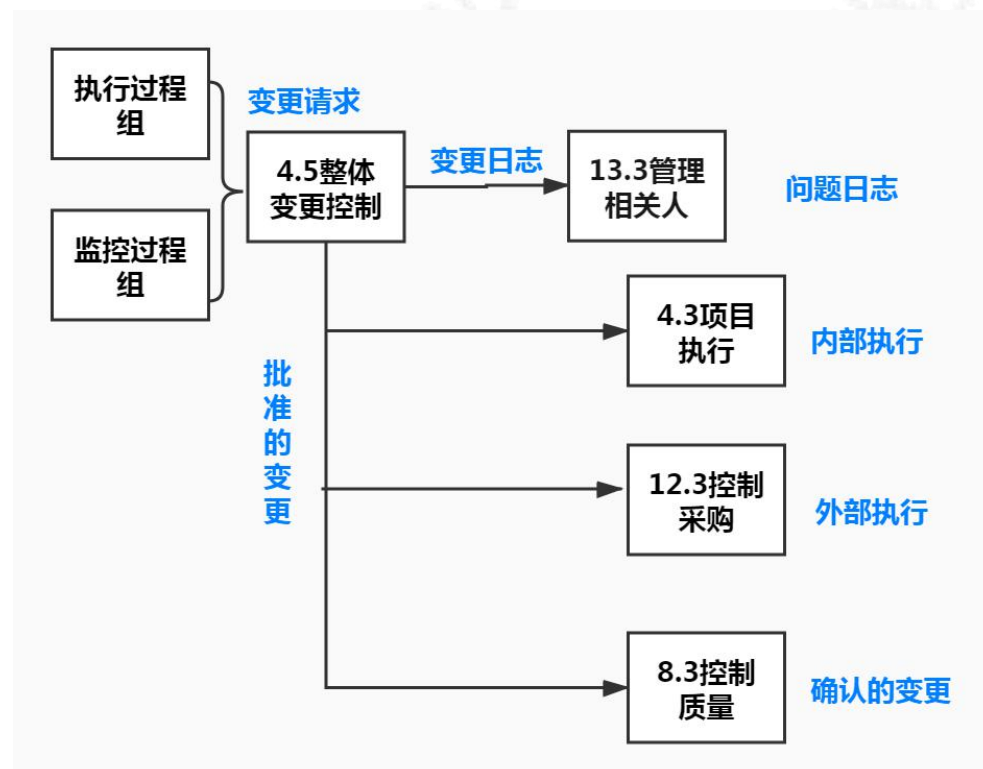 执行过程
组
变更请求
4.5整体
变更控制
变更日志
13.3管理
相关人
问题日志
监控过程
组
4.3项目
执行
内部执行
批
准
的
变
更
12.3控制
采购
外部执行
8.3控制
质量
确认的变更